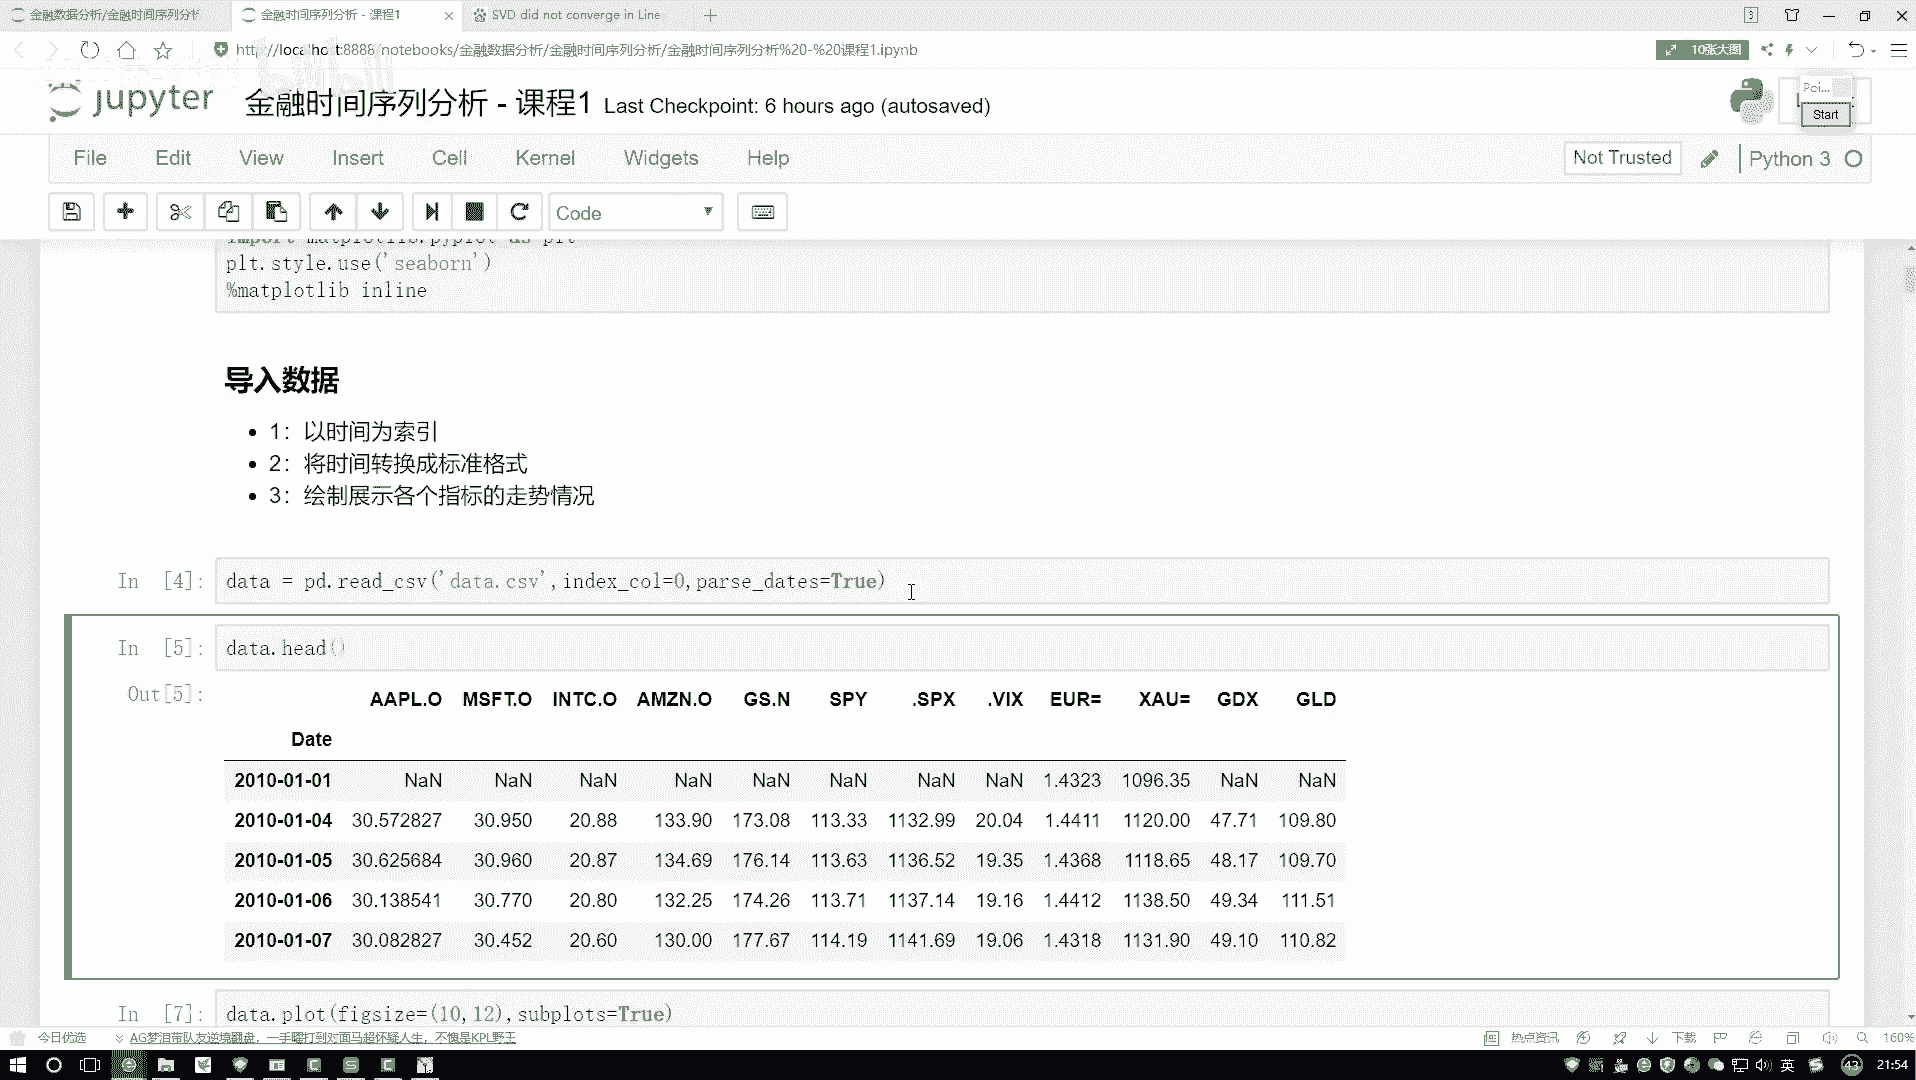 金融数据分析/金融时间序列分析
金融时间序列分析 - 课程1
SVD did not converge in Line
3
http://localhost:8888/notebooks/金融数据分析/金融时间序列分析/金融时间序列分析%20-%20课程1.ipynb
10张大图
jupyter
金融时间序列分析 - 课程1 Last Checkpoint: 6 hours ago (autosaved)
Poi...
Start
File Edit View Insert Cell Kernel Widgets Help
Not Trusted
Python 3
Code
import matplotlib.pyplot as plt
plt.style.use('seaborn')
%matplotlib inline
导入数据
1：以时间为索引
2：将时间转换成标准格式
3：绘制展示各个指标的走势情况
In [4]: data = pd.read_csv('data.csv',index_col=0,parse_dates=True)
In [5]: data.head()
Out[5]:
AAPL.O MSFT.O INTC.O AMZN.O GS.N SPY .SPX .VIX EUR= XAU= GDX GLD
Date
2010-01-01 NaN NaN NaN NaN NaN NaN NaN NaN 1.4323 1096.35 NaN NaN
2010-01-04 30.572827 30.950 20.88 133.90 173.08 113.33 1132.99 20.04 1.4411 1120.00 47.71 109.80
2010-01-05 30.625684 30.960 20.87 134.69 176.14 113.63 1136.52 19.35 1.4368 1118.65 48.17 109.70
2010-01-06 30.138541 30.770 20.80 132.25 174.26 113.71 1137.14 19.16 1.4412 1138.50 49.34 111.51
2010-01-07 30.082827 30.452 20.60 130.00 177.67 114.19 1141.69 19.06 1.4318 1131.90 49.10 110.82
In [7]: data.plot(figsize=(10,12),subplots=True)
今日优选
AG梦泪带队友逆境翻盘，一手曜打到对面马超怀疑人生，不愧是KPL野王
热点资讯
下载
160%
英
43
21:54